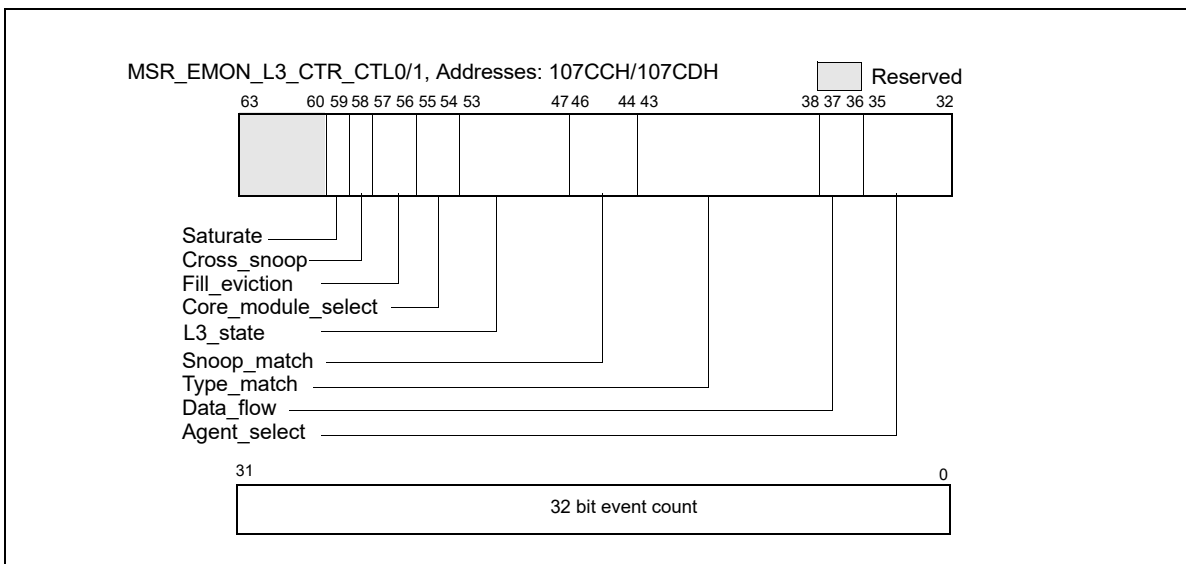 MSR_EMON_L3_CTR_CTL0/1, Addresses: 107CCH/107CDH
Reserved
63 60 59 58 57 56 55 54 53 47 46 44 43 38 37 36 35 32
Saturate
Cross_snoop
Fill_eviction
Core_module_select
L3_state
Snoop_match
Type_match
Data_flow
Agent_select
31 0
32 bit event count